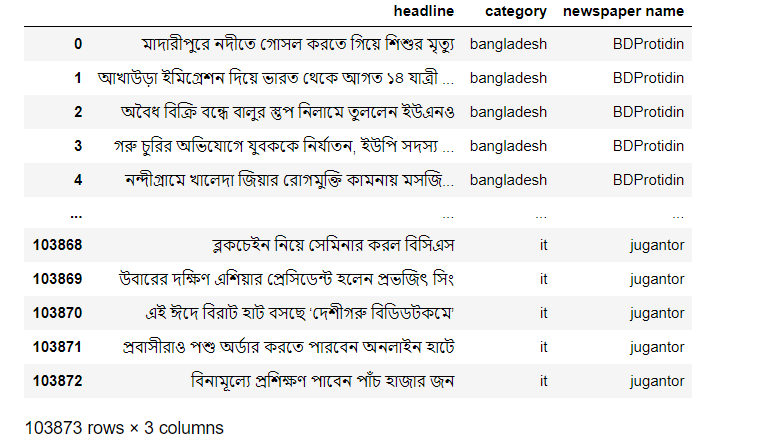 headline category newspaper name
0 মাদারীপুরে নদীতে গোসল করতে গিয়ে শিশুর মৃত্যু bangladesh BDProtidin
1 আখাউড়া ইমিগ্রেশন দিয়ে ভারত থেকে আগত ১৪ যাত্রী ... bangladesh BDProtidin
2 অবৈধ বিক্রি বন্ধে বালুর স্তুপ নিলামে তুললেন ইউএনও bangladesh BDProtidin
3 গরু চুরির অভিযোগে যুবককে নির্যাতন, ইউপি সদস্য ... bangladesh BDProtidin
4 নন্দীগ্রামে খালেদা জিয়ার রোগমুক্তি কামনায় মসজি... bangladesh BDProtidin
... ... ... ...
103868 ব্লকচেইন নিয়ে সেমিনার করল বিসিএস it jugantor
103869 উবারের দক্ষিণ এশিয়ার প্রেসিডেন্ট হলেন প্রভজিৎ সিং it jugantor
103870 এই ঈদে বিরাট হাট বসছে ‘দেশীগরু বিডিডটকমে’ it jugantor
103871 প্রবাসীরাও পশু অর্ডার করতে পারবেন অনলাইন হাটে it jugantor
103872 বিনামূল্যে প্রশিক্ষণ পাবেন পাঁচ হাজার জন it jugantor
103873 rows × 3 columns